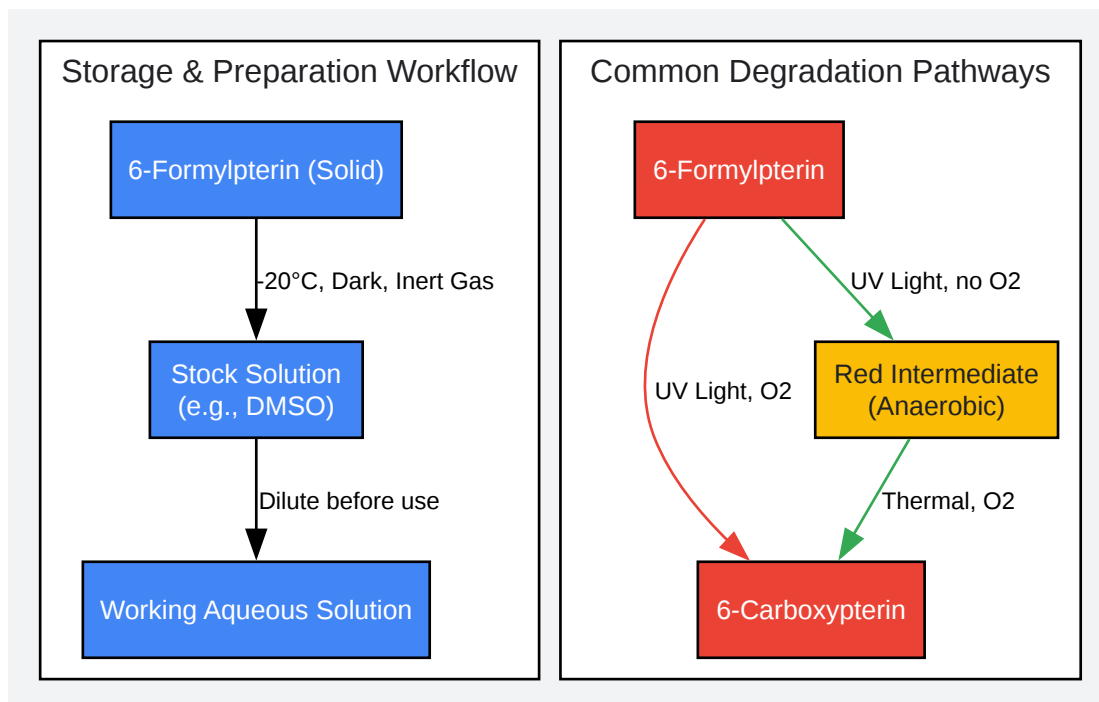 Storage & Preparation Workflow
6-Formylpterin (Solid)
-20°C, Dark, Inert Gas
Stock Solution
(e.g., DMSO)
Dilute before use
Working Aqueous Solution
Common Degradation Pathways
6-Formylpterin
UV Light, no O2
Red Intermediate
(Anaerobic)
UV Light, O2
Thermal, O2
6-Carboxypterin